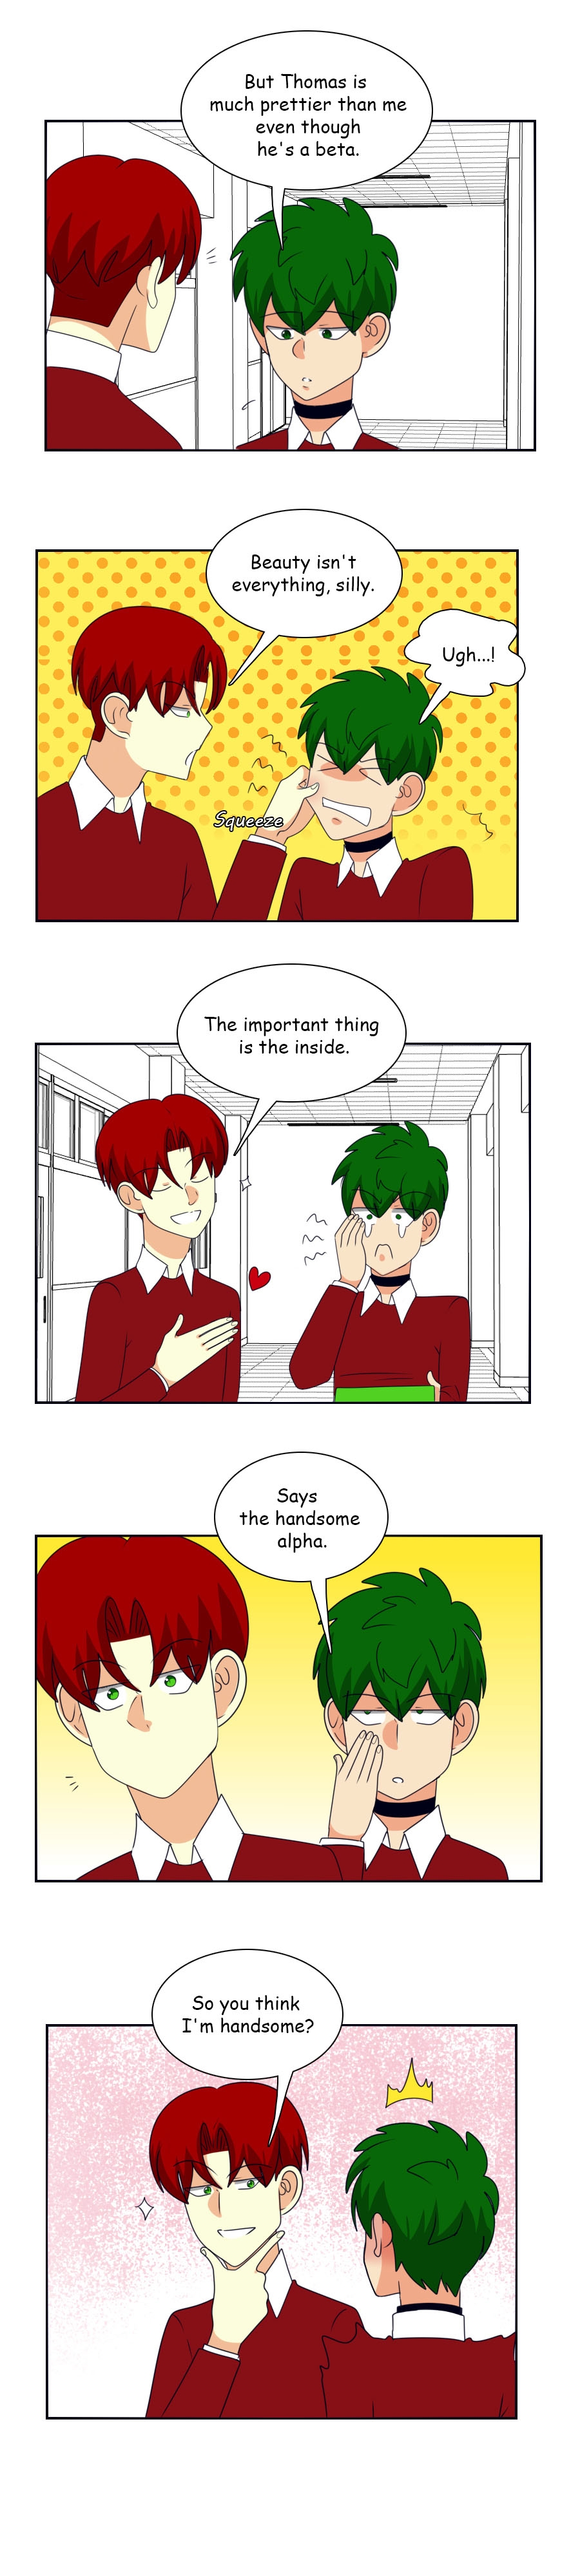 But Thomas is
much prettier than me
even though
he's a beta.
Beauty isn't
everything, silly.
Ugh...!
Squeeze
The important thing
is the inside.
Says
the handsome
alpha.
So you think
I'm handsome?